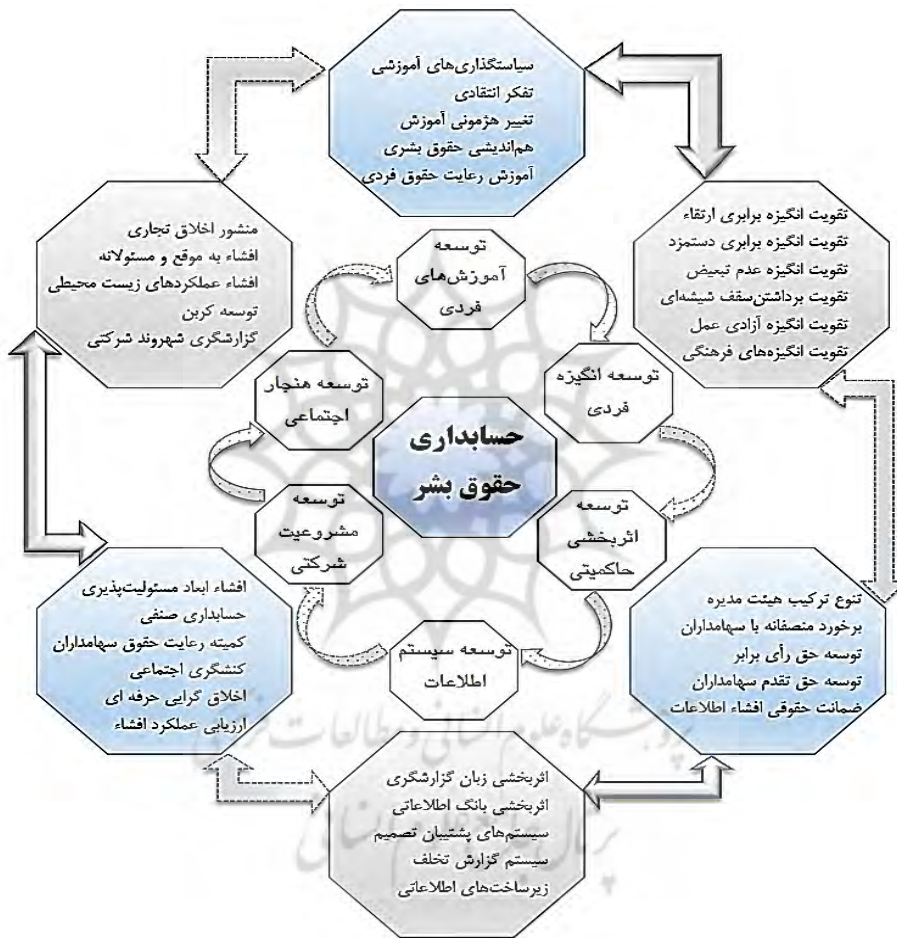 سیاستگذاری‌های آموزشی
تفکر انتقادی
تغییر هژمونی آموزش
هم‌اندیشی حقوق بشری
آموزش رعایت حقوق فردی
تقویت انگیزه برابری ارتقاء
تقویت انگیزه برابری دستمزد
تقویت انگیزه عدم تبعیض
تقویت برداشتن‌سقف شیشه‌ای
تقویت انگیزه آزادی عمل
تقویت انگیزه‌های فرهنگی
منشور اخلاق تجاری
افشاء به موقع و مسئولانه
افشاء عملکردهای زیست محیطی
توسعه کربن
گزارشگری شهروند شرکتی
توسعه
آموزش‌های
فردی
توسعه انگیزه
فردی
توسعه هنجار
اجتماعی
حسابداری
حقوق بشر
توسعه
اثربخشی
حاکمیتی
توسعه
مشروعیت
شرکتی
توسعه سیستم
اطلاعات
تنوع ترکیب هیئت مدیره
برخورد منصفانه با سهامداران
توسعه حق رأی برابر
توسعه حق تقدم سهامداران
ضمانت حقوقی افشاء اطلاعات
افشاء ابعاد مسئولیت‌پذیری
حسابداری صنفی
کمیته رعایت حقوق سهامداران
کنشگری اجتماعی
اخلاق گرایی حرفه ای
ارزیابی عملکرد افشاء
اثربخشی زبان گزارشگری
اثربخشی بانگ اطلاعاتی
سیستم‌های پشتیبان تصمیم
سیستم گزارش تخلف
زیرساخت‌های اطلاعاتی